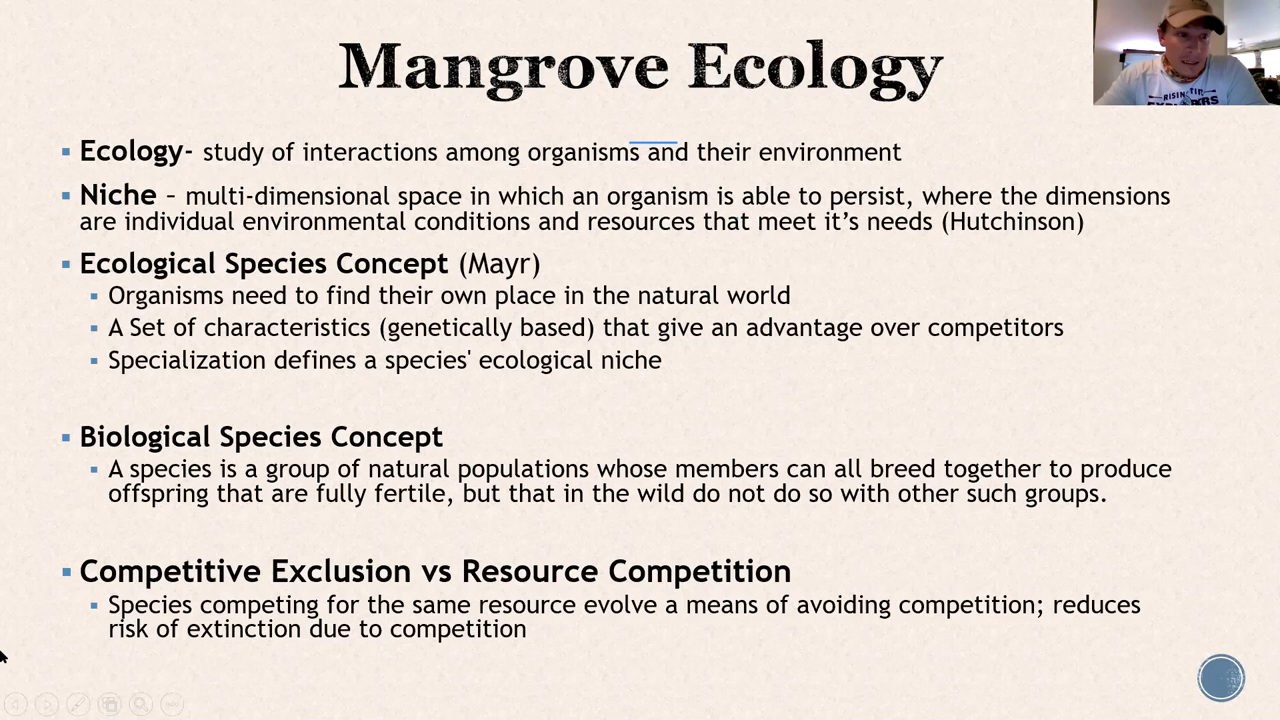 Mangrove Ecology
Ecology- study of interactions among organisms and their environment
Niche – multi-dimensional space in which an organism is able to persist, where the dimensions
are individual environmental conditions and resources that meet it’s needs (Hutchinson)
Ecological Species Concept (Mayr)
Organisms need to find their own place in the natural world
A Set of characteristics (genetically based) that give an advantage over competitors
Specialization defines a species' ecological niche
Biological Species Concept
A species is a group of natural populations whose members can all breed together to produce
offspring that are fully fertile, but that in the wild do not do so with other such groups.
Competitive Exclusion vs Resource Competition
Species competing for the same resource evolve a means of avoiding competition; reduces
risk of extinction due to competition